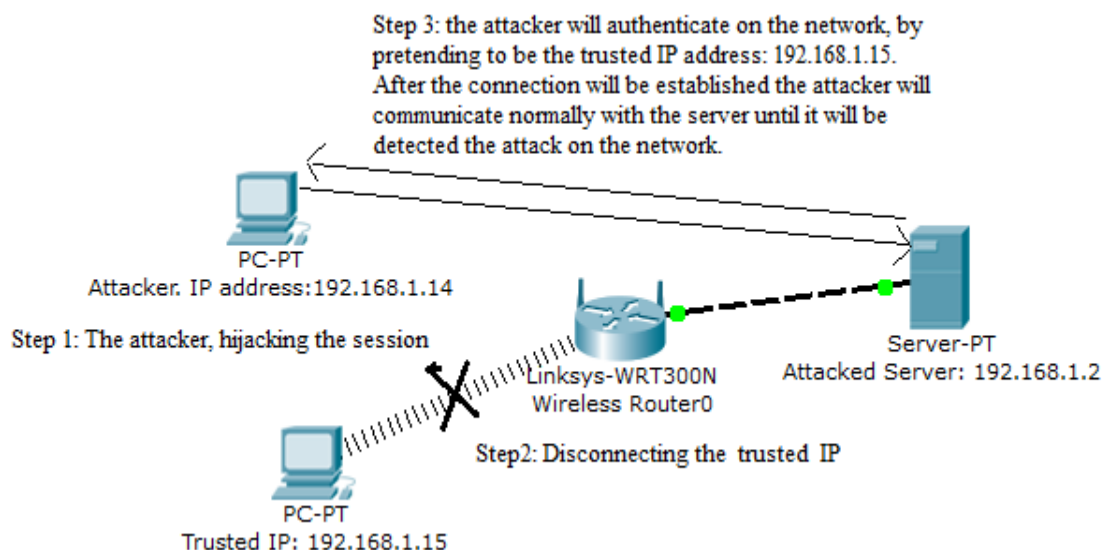 Step 3: the attacker will authenticate on the network, by
pretending to be the trusted IP address: 192.168.1.15.
After the connection will be established the attacker will
communicate normally with the server until it will be
detected the attack on the network.
PC-PT
Attacker. IP address:192.168.1.14
Step 1: The attacker, hijacking the session
Linksys-WRT300N
Wireless Router0
Server-PT
Attacked Server: 192.168.1.2
Step2: Disconnecting the trusted IP
PC-PT
Trusted IP: 192.168.1.15